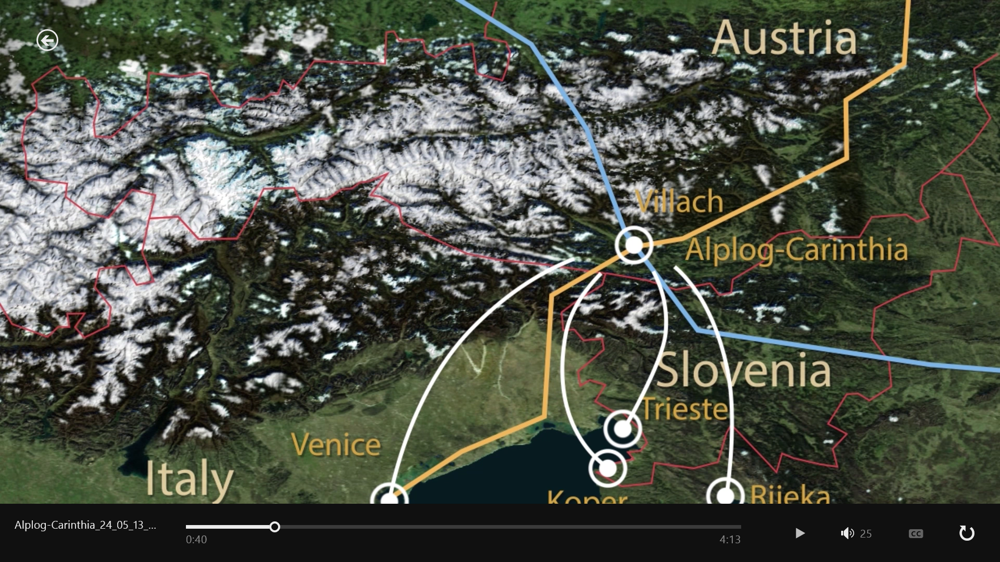 Austria
Villach
Alplog-Carinthia
Slovenia
Trieste
Venice
Italy
Koper
Rijeka
Alplog-Carinthia_24_05_13_...
0:40
4:13
25
CC